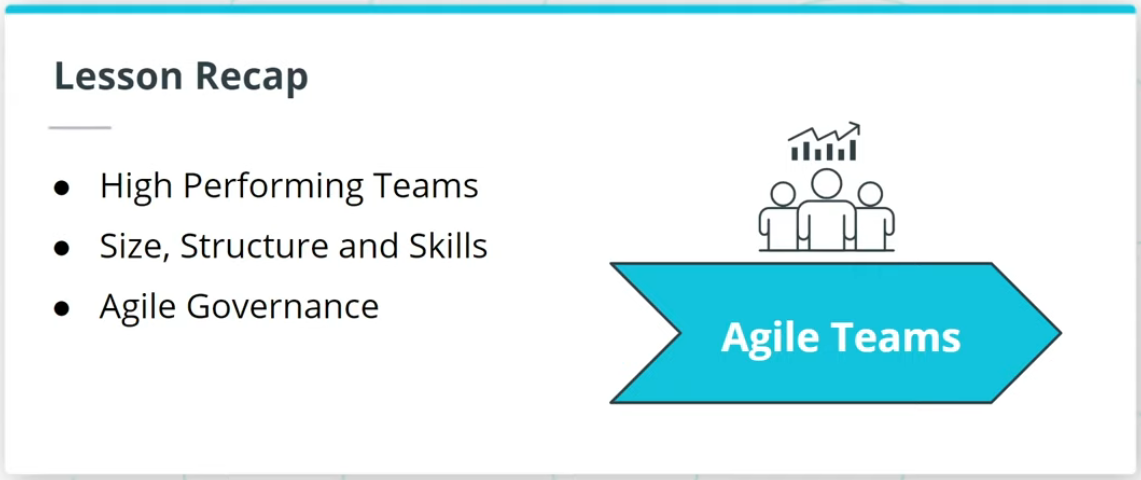 Lesson Recap
● High Performing Teams
● Size, Structure and Skills
● Agile Governance
Agile Teams